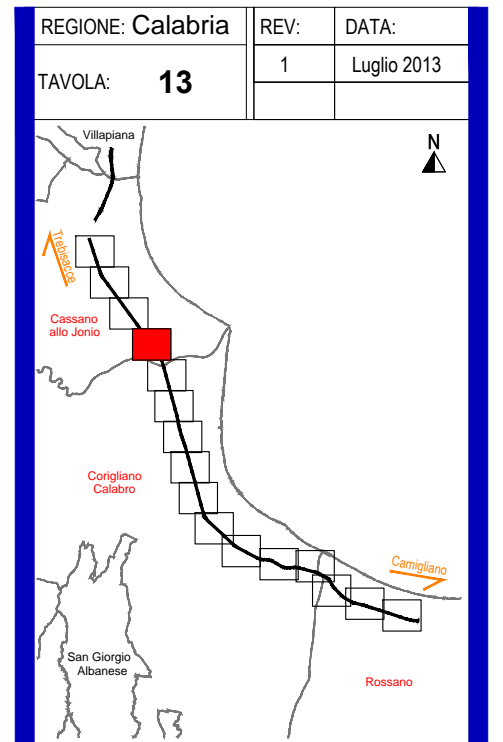 REGIONE: Calabria
REV:
DATA:
TAVOLA: 13
1
Luglio 2013
Villapiana
N
Trebisacce
Cassano
allo Jonio
Corigliano
Calabro
Camigliano
San Giorgio
Albanese
Rossano